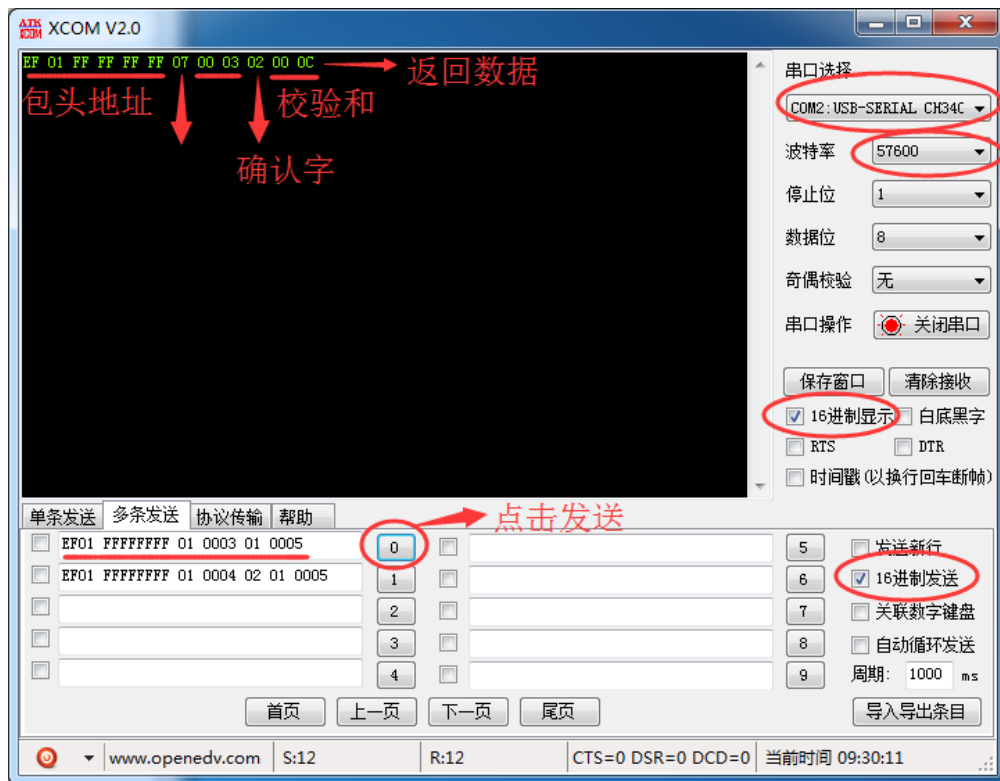 ATK XCOM XCOM V2.0
EF 01 FF FF FF FF 07 00 03 02 00 0C
返回数据
包头地址
校验和
确认字
串口选择
COM2:USB-SERIAL CH34C
波特率 57600
停止位 1
数据位 8
奇偶校验 无
串口操作 关闭串口
保存窗口 清除接收
16进制显示 白底黑字
RTS DTR
时间戳(以换行回车断帧)
单条发送 多条发送 协议传输 帮助
点击发送
EF01 FFFFFFFF 01 0003 01 0005 0 5 发送新行
EF01 FFFFFFFF 01 0004 02 01 0005 1 6 16进制发送
2 7 关联数字键盘
3 8 自动循环发送
4 9 周期: 1000 ms
首页 上一页 下一页 尾页 导入导出条目
www.openedv.com S:12 R:12 CTS=0 DSR=0 DCD=0 当前时间 09:30:11